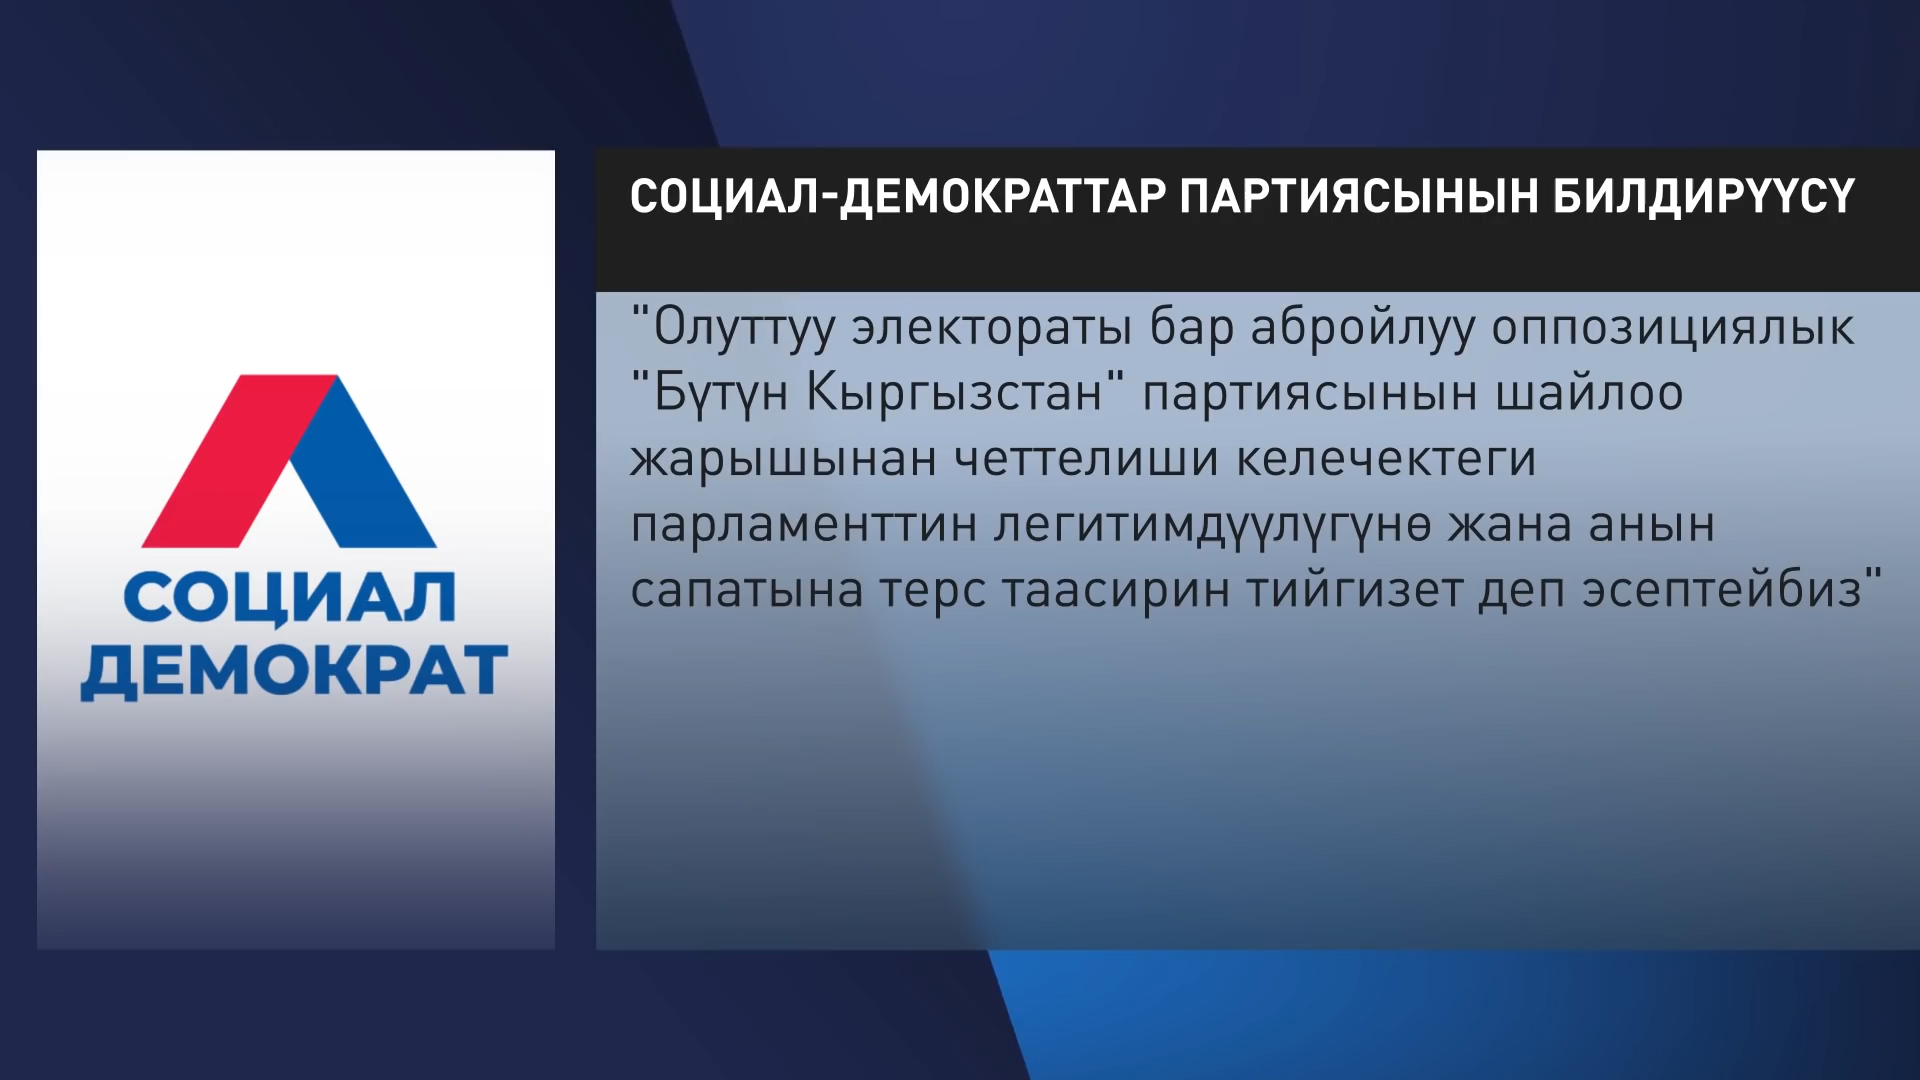 СОЦИАЛ
ДЕМОКРАТ
СОЦИАЛ-ДЕМОКРАТТАР ПАРТИЯСЫНЫН БИЛДИРҮҮСҮ
"Олуттуу электораты бар абройлуу оппозициялык
"Бүтүн Кыргызстан" партиясынын шайлоо
жарышынан четтелиши келечектеги
парламенттин легитимдүүлүгүнө жана анын
сапатына терс таасирин тийгизет деп эсептейбиз"